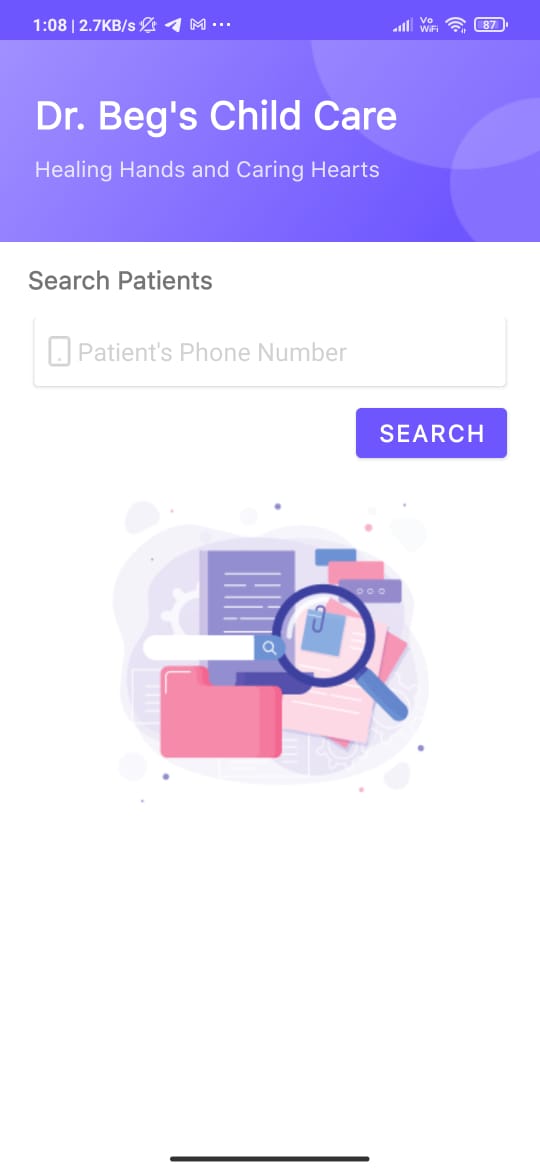 1:08 | 2.7KB/s
Vo
WiFi
87
Dr. Beg's Child Care
Healing Hands and Caring Hearts
Search Patients
Patient's Phone Number
SEARCH